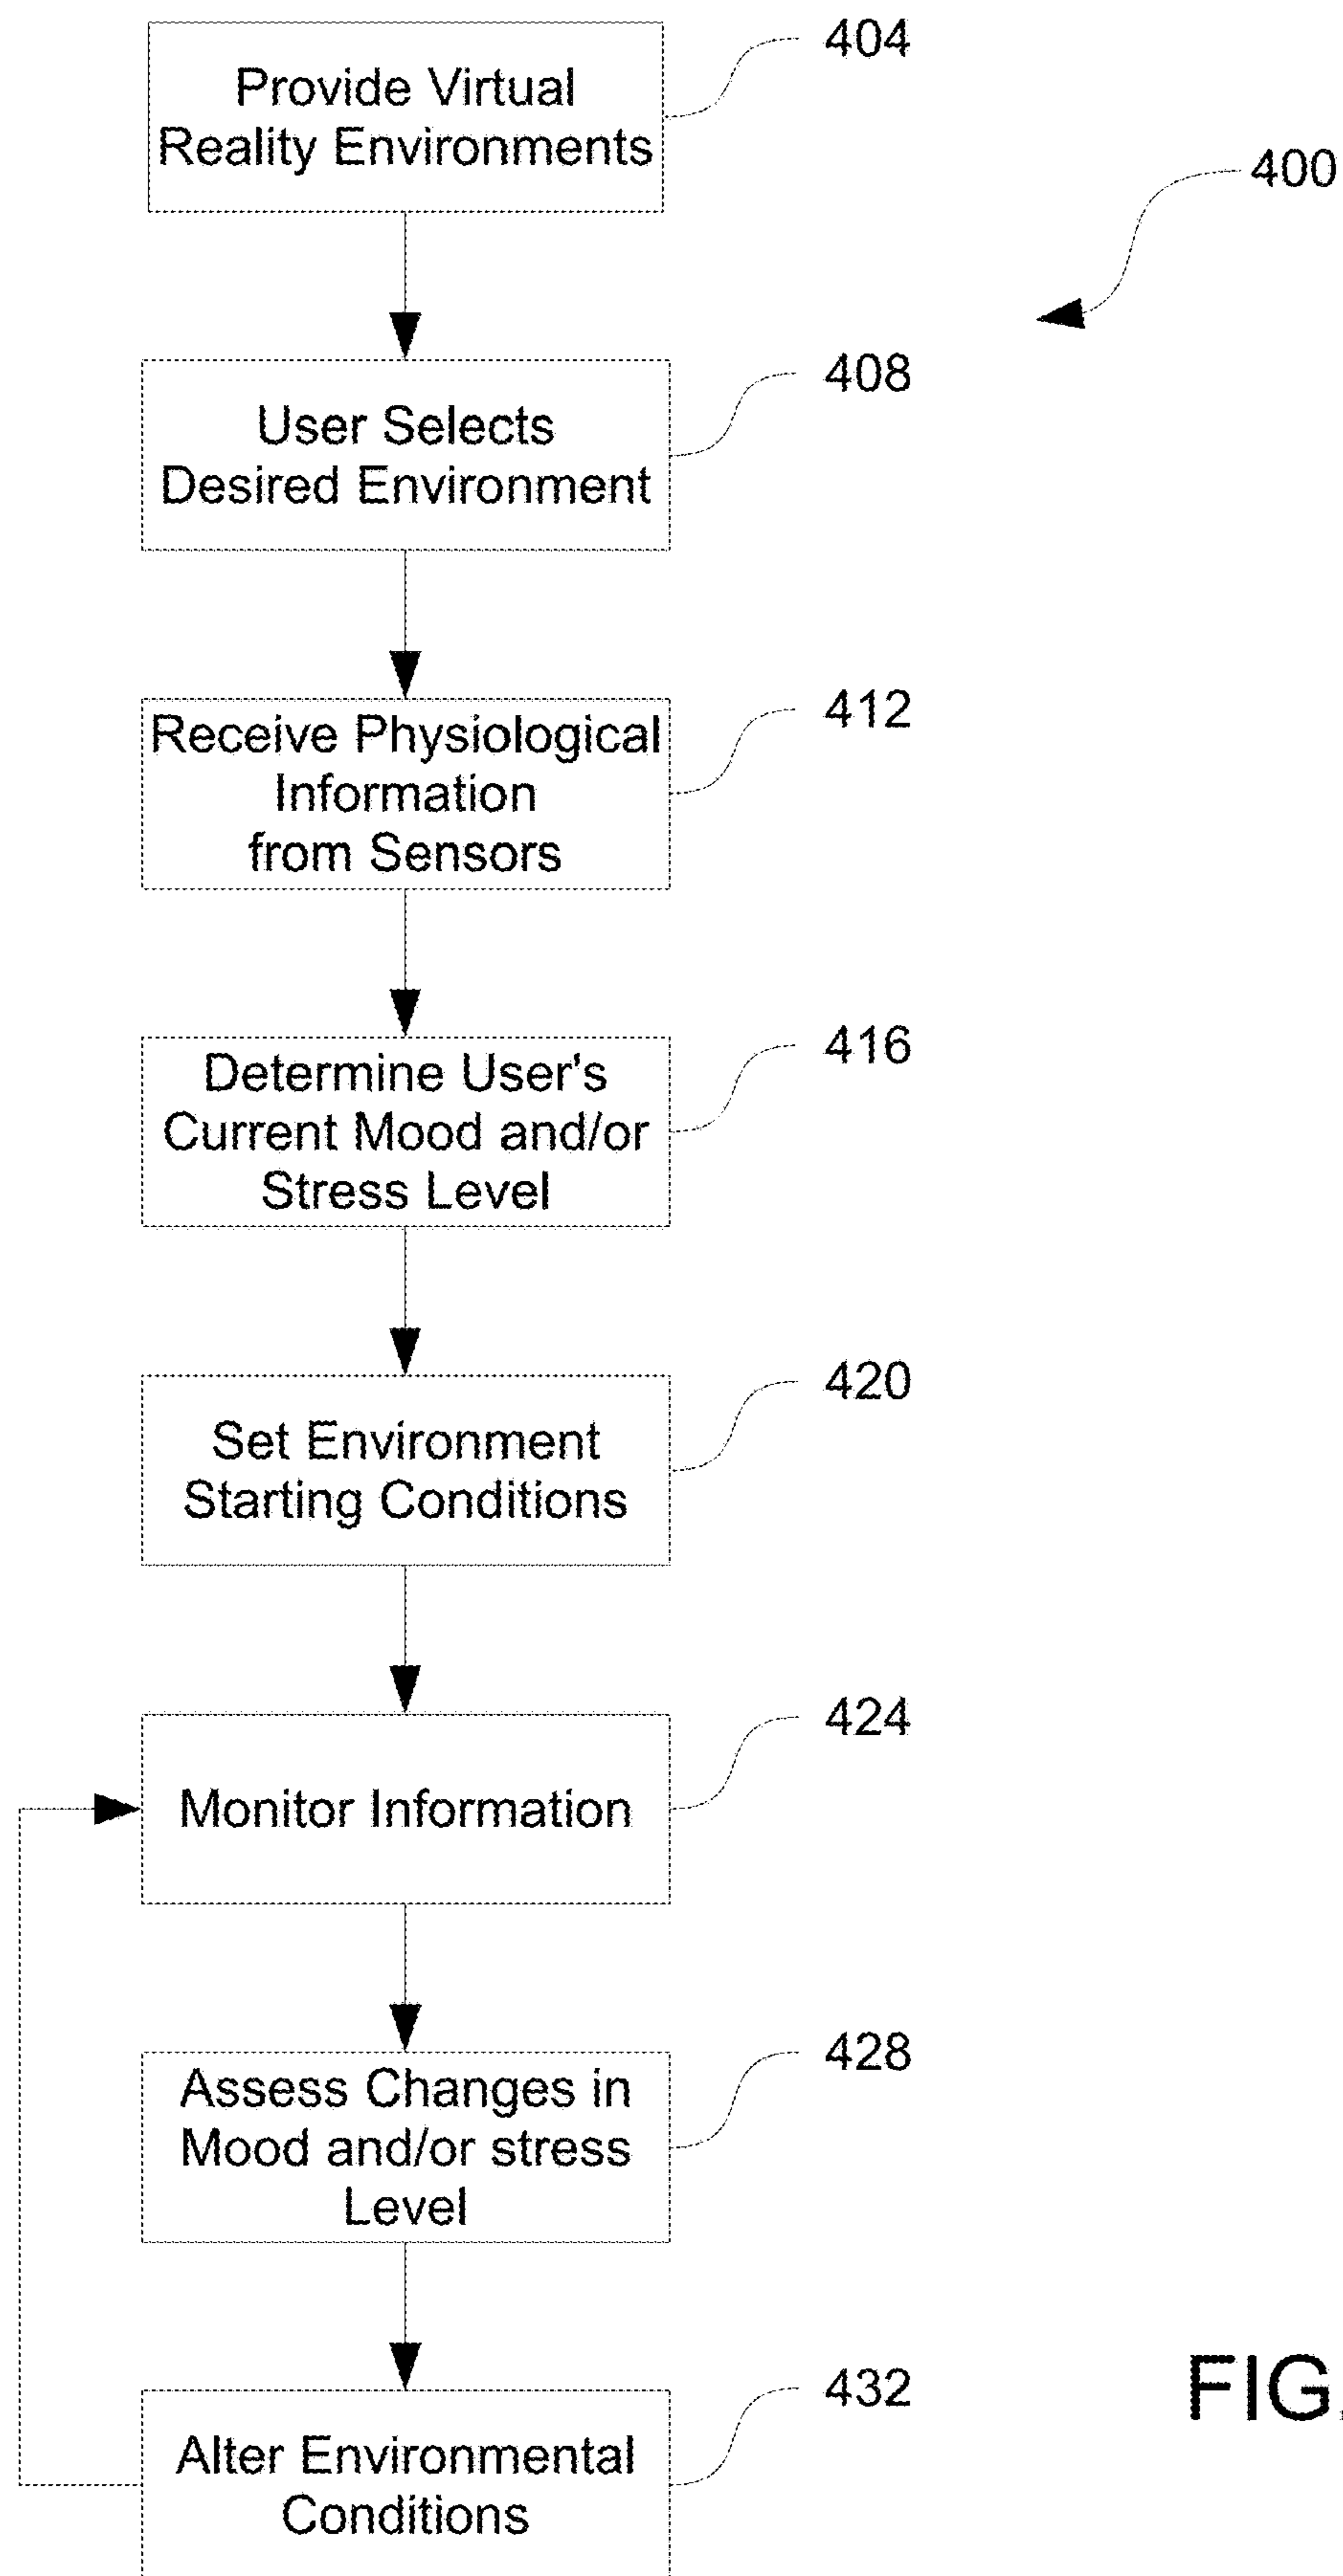 Provide Virtual
Reality Environments
404
400
User Selects
Desired Environment
408
Receive Physiological
Information
from Sensors
412
Determine User's
Current Mood and/or
Stress Level
416
Set Environment
Starting Conditions
420
Monitor Information
424
Assess Changes in
Mood and/or stress
Level
428
Alter Environmental
Conditions
432
FIG.